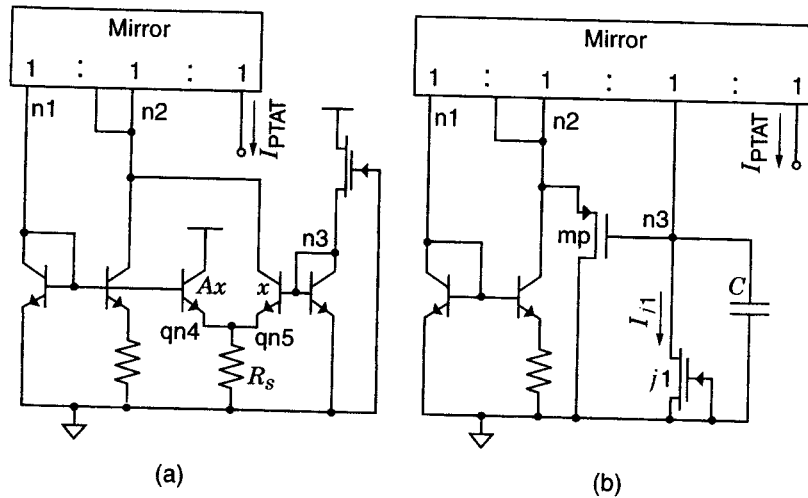 Mirror
1 : 1 : 1
n1
n2
I_PTAT
n3
Ax
x
qn4
qn5
R_s
(a)
Mirror
1 : 1 : 1 : 1
n1
n2
I_PTAT
n3
mp
C
I_j1
j1
(b)